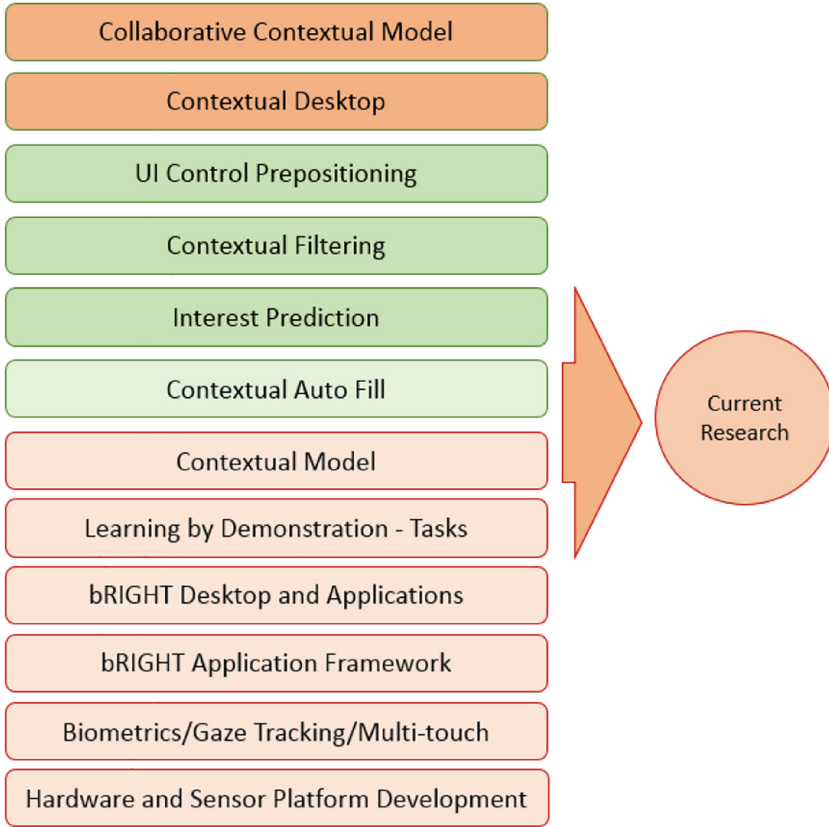 Collaborative Contextual Model
Contextual Desktop
UI Control Prepositioning
Contextual Filtering
Interest Prediction
Contextual Auto Fill
Contextual Model
Learning by Demonstration - Tasks
bRIGHT Desktop and Applications
bRIGHT Application Framework
Biometrics/Gaze Tracking/Multi-touch
Hardware and Sensor Platform Development
Current
Research